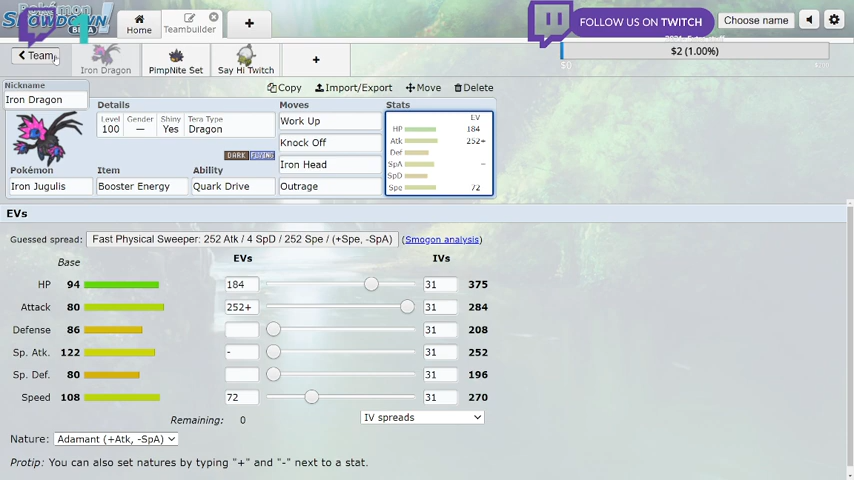 Pokémon
SHOWDOWN
BETA
Home
Teambuilder
FOLLOW US ON TWITCH
Choose name
$2 (1.00%)
$0
Team
Iron Dragon
PimpNite Set
Say Hi Twitch
Nickname
Iron Dragon
Copy
Import/Export
Move
Delete
Details
Moves
Stats
Level
Gender
Shiny
Tera Type
100
—
Yes
Dragon
Work Up
Knock Off
Iron Head
Outrage
EV
HP 184
Atk 252+
Def
SpA –
SpD
Spe 72
DARK
FLYING
Pokémon
Item
Ability
Iron Jugulis
Booster Energy
Quark Drive
EVs
Guessed spread: Fast Physical Sweeper: 252 Atk / 4 SpD / 252 Spe / (+Spe, -SpA) (Smogon analysis)
Base
EVs
IVs
HP 94 184 31 375
Attack 80 252+ 31 284
Defense 86 31 208
Sp. Atk. 122 - 31 252
Sp. Def. 80 31 196
Speed 108 72 31 270
Remaining: 0
IV spreads
Nature: Adamant (+Atk, -SpA)
Protip: You can also set natures by typing "+" and "-" next to a stat.